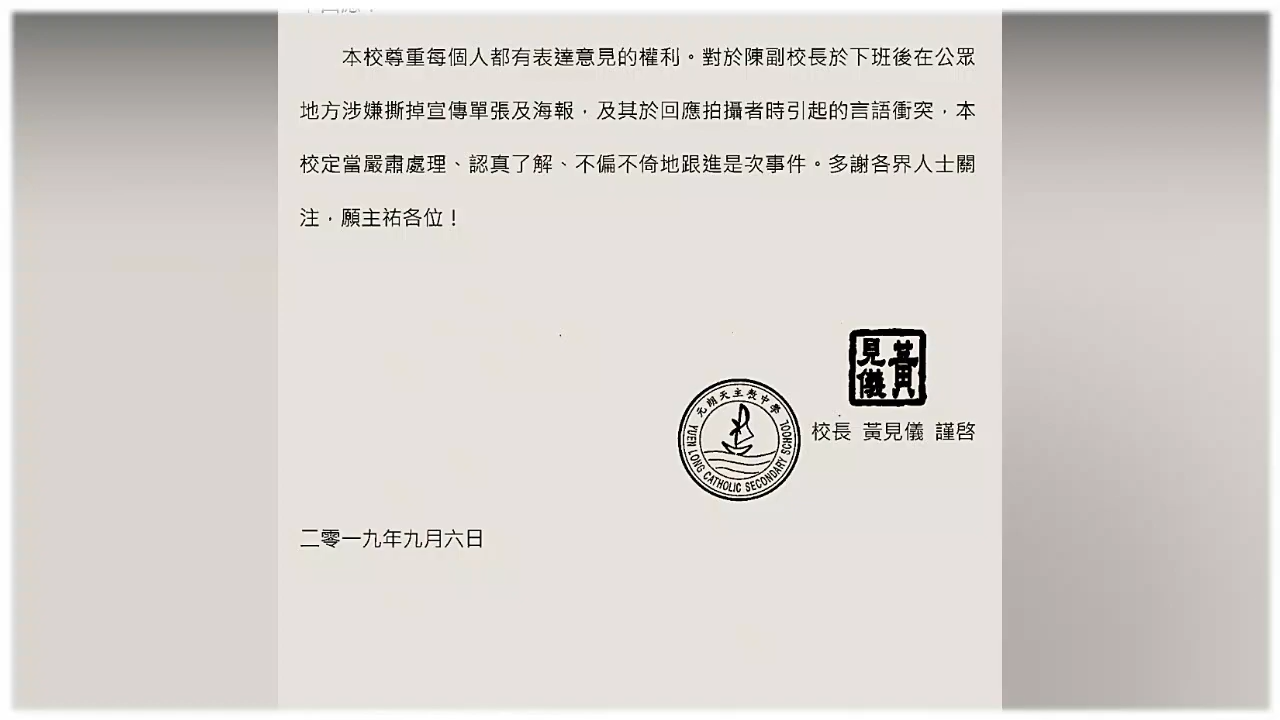 本校尊重每個人都有表達意見的權利。對於陳副校長於下班後在公眾
地方涉嫌撕掉宣傳單張及海報，及其於回應拍攝者時引起的言語衝突，本
校定當嚴肅處理、認真了解、不偏不倚地跟進是次事件。多謝各界人士關
注，願主祐各位！
黃見儀
元朗天主教中學
YUEN LONG CATHOLIC SECONDARY SCHOOL
校長 黃見儀 謹啓
二零一九年九月六日